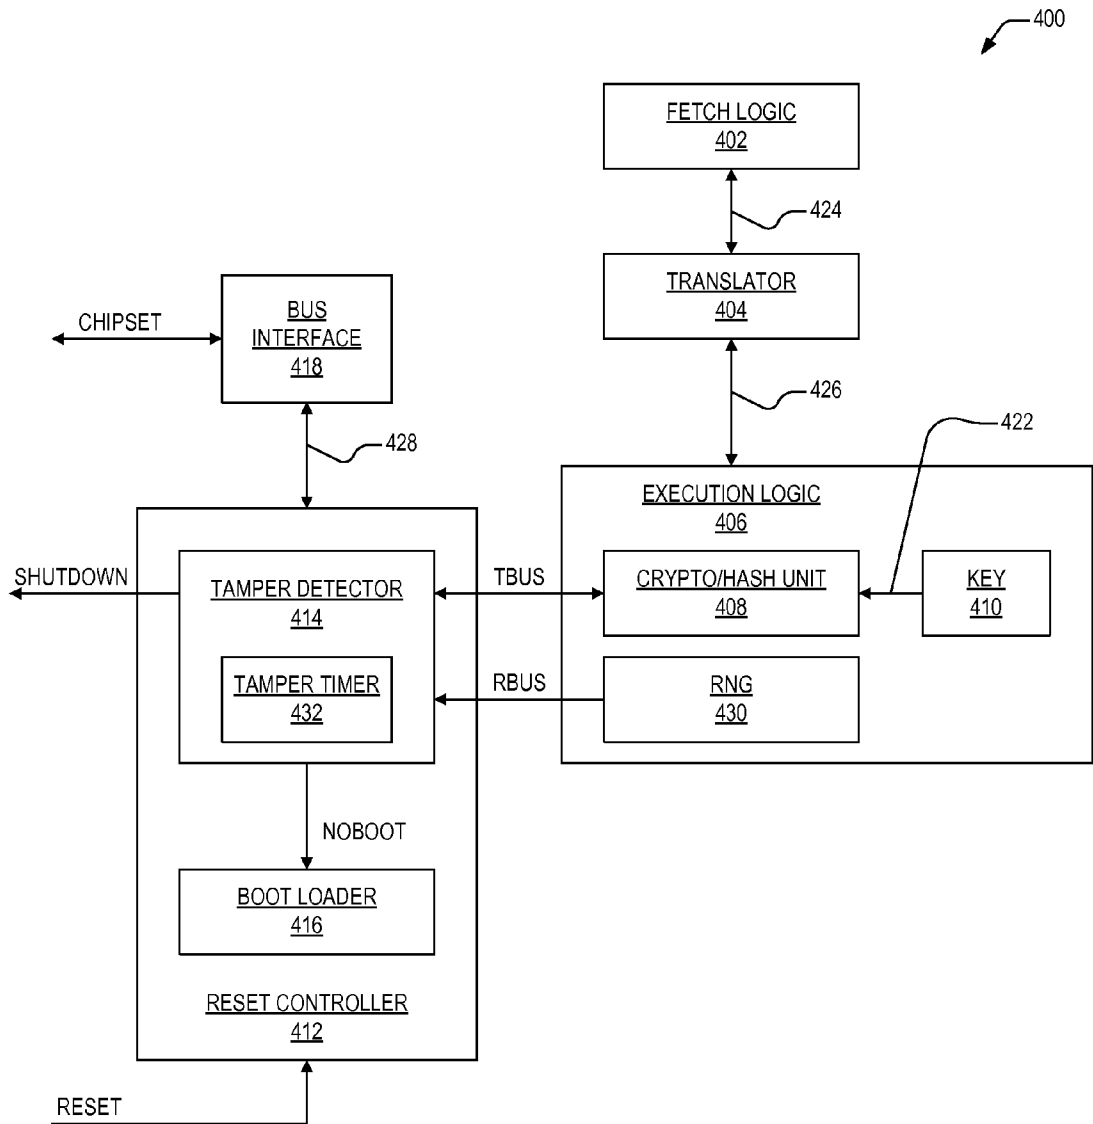 400
FETCH LOGIC
402
424
TRANSLATOR
404
BUS
INTERFACE
418
CHIPSET
426
422
428
EXECUTION LOGIC
406
SHUTDOWN
TAMPER DETECTOR
414
TBUS
CRYPTO/HASH UNIT
408
KEY
410
TAMPER TIMER
432
RBUS
RNG
430
NOBOOT
BOOT LOADER
416
RESET CONTROLLER
412
RESET